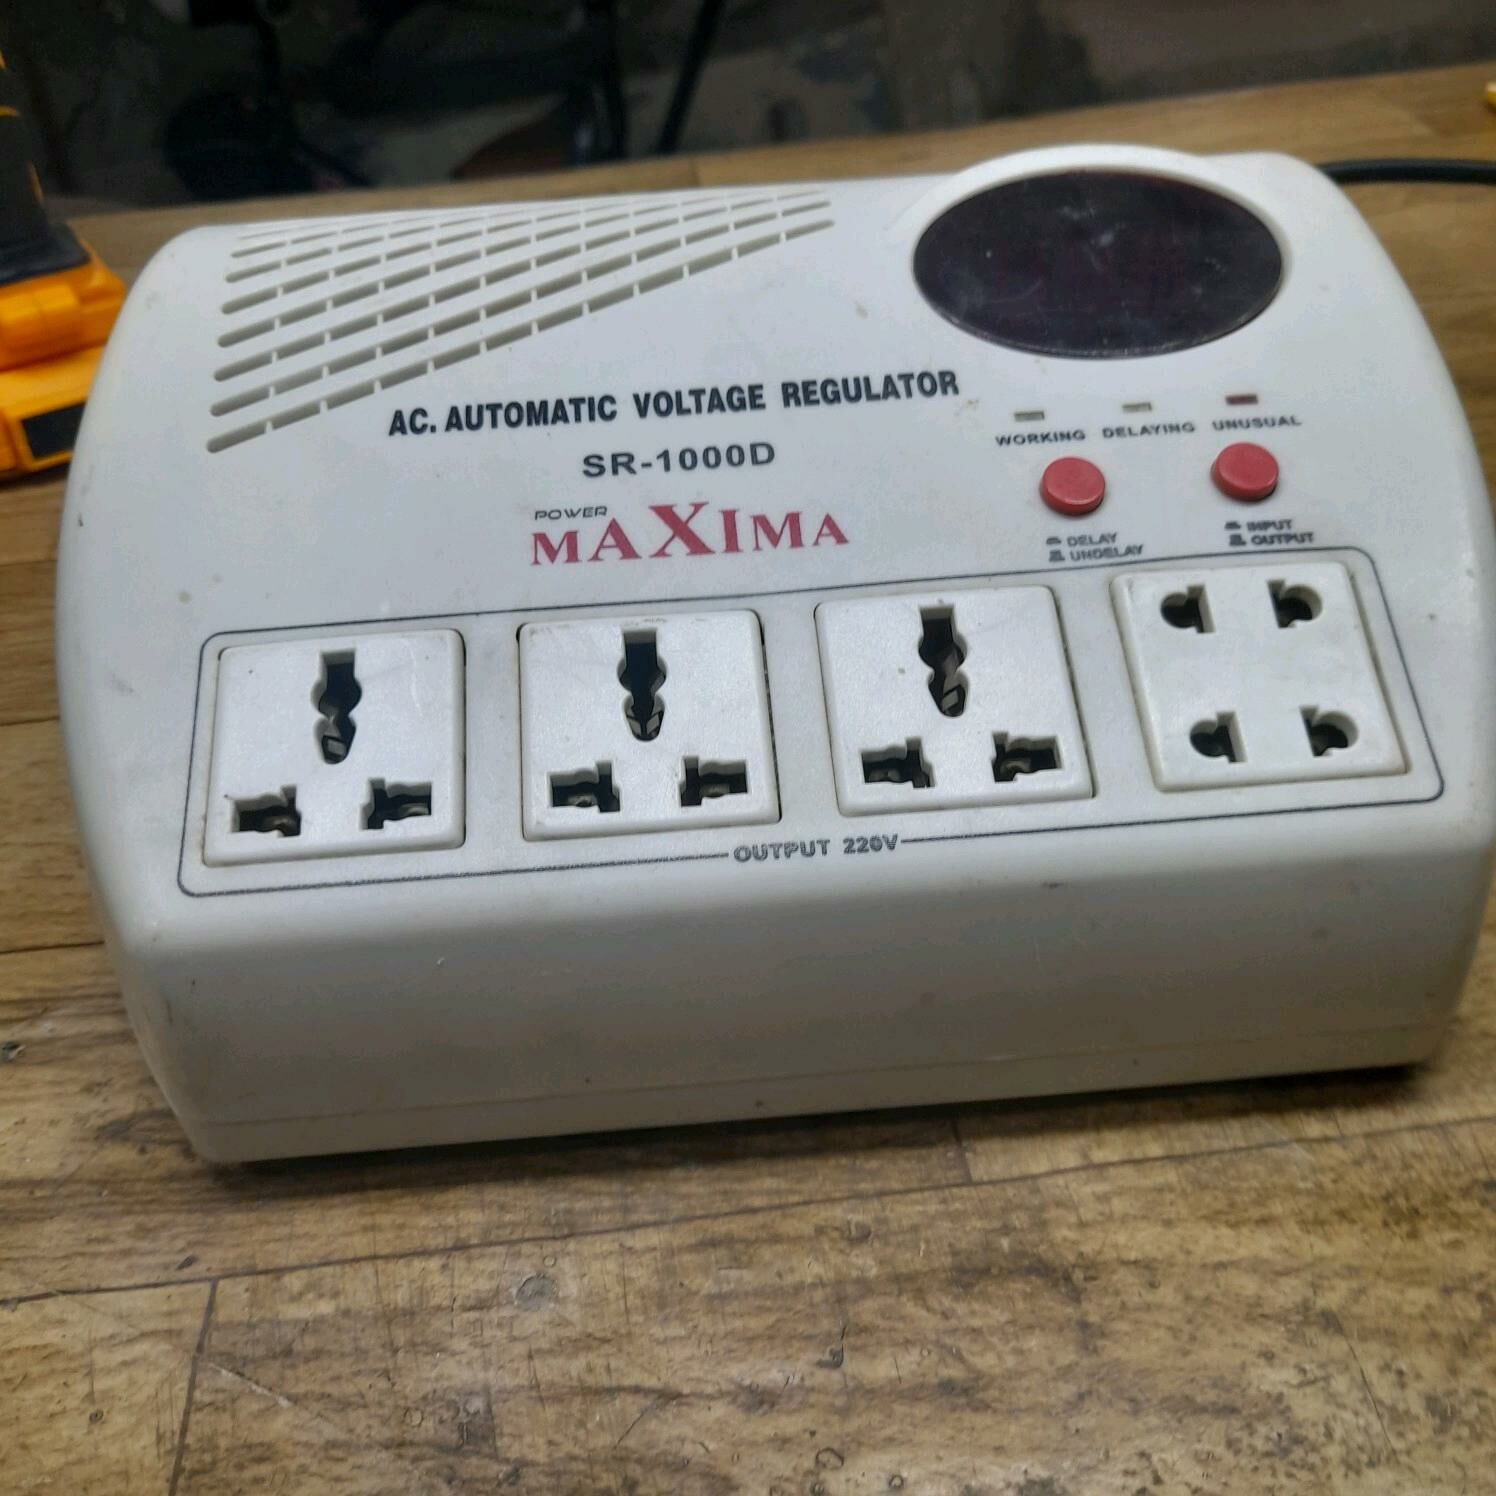 AC. AUTOMATIC VOLTAGE REGULATOR
SR-1000D
POWER
MAXIMA
WORKING DELAYING UNUSUAL
DELAY
UNDELAY
INPUT
OUTPUT
OUTPUT 220V